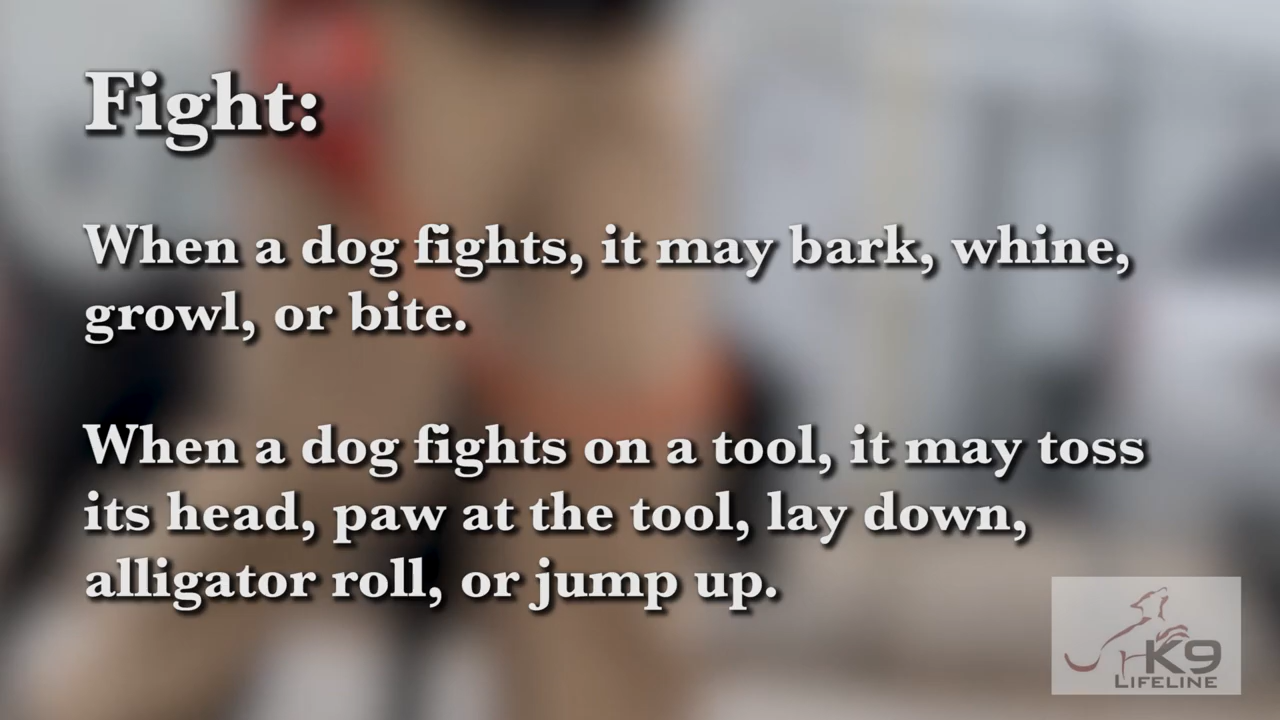 Fight:
When a dog fights, it may bark, whine,
growl, or bite.
When a dog fights on a tool, it may toss
its head, paw at the tool, lay down,
alligator roll, or jump up.
K9
LIFELINE